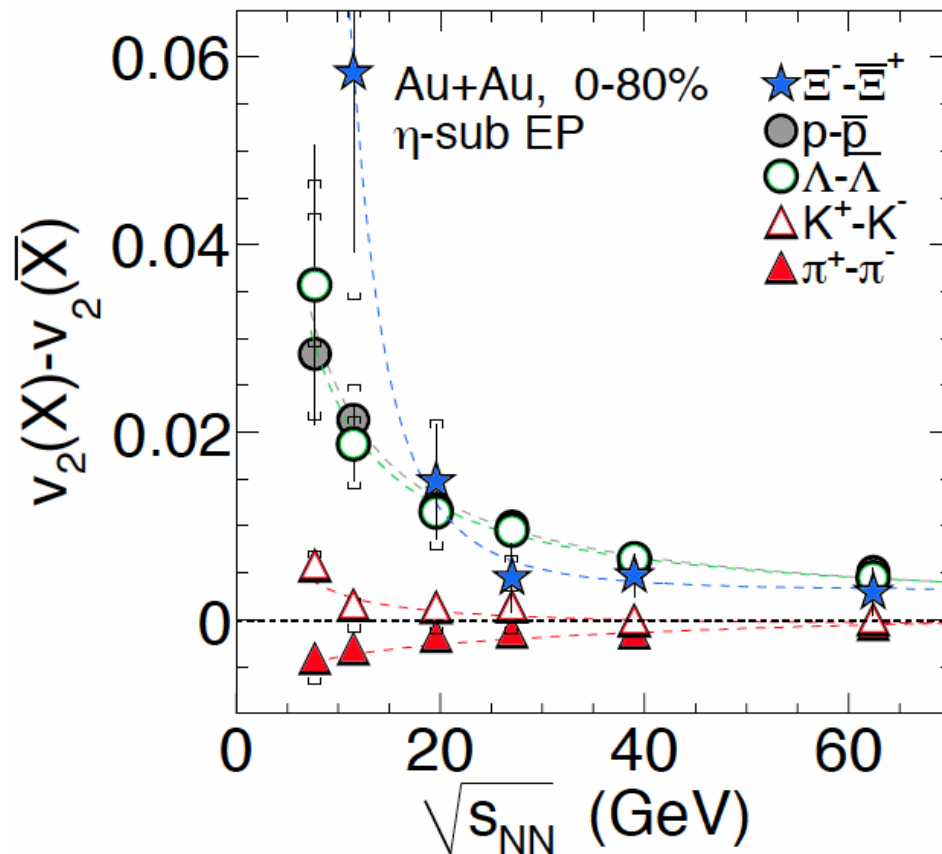 0.06
0.04
0.02
0
v₂(X)-v₂(X̅)
Au+Au, 0-80%
η-sub EP
Ξ⁻-Ξ̅⁺
p-p̅
Λ-Λ̅
K⁺-K⁻
π⁺-π⁻
0 20 40 60
√s_NN (GeV)